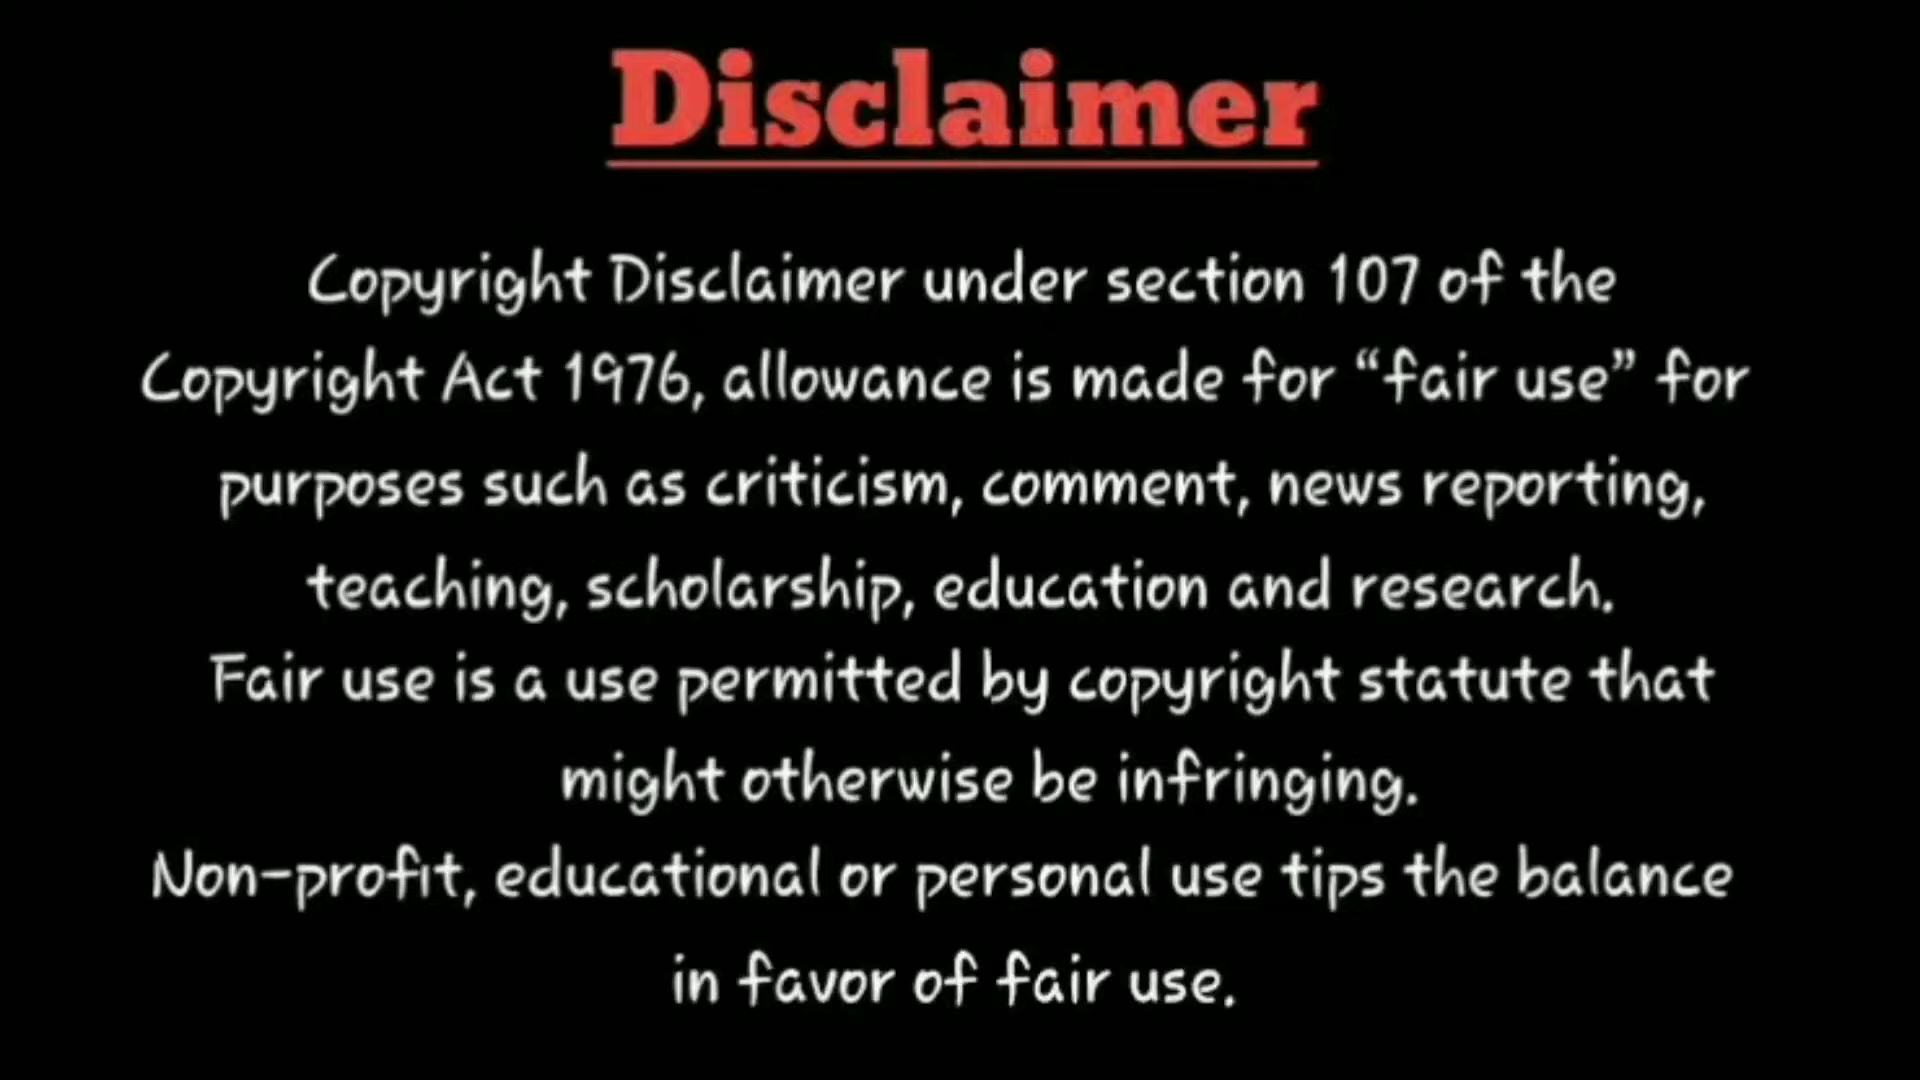 Disclaimer
Copyright Disclaimer under section 107 of the
Copyright Act 1976, allowance is made for “fair use” for
purposes such as criticism, comment, news reporting,
teaching, scholarship, education and research.
Fair use is a use permitted by copyright statute that
might otherwise be infringing.
Non-profit, educational or personal use tips the balance
in favor of fair use.